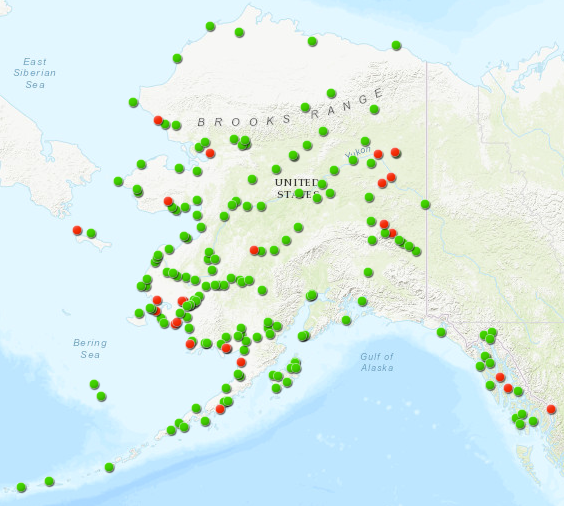 East
Siberian
Sea
BROOKS RANGE
Yukon
UNITED
STATES
Bering
Sea
Gulf of
Alaska